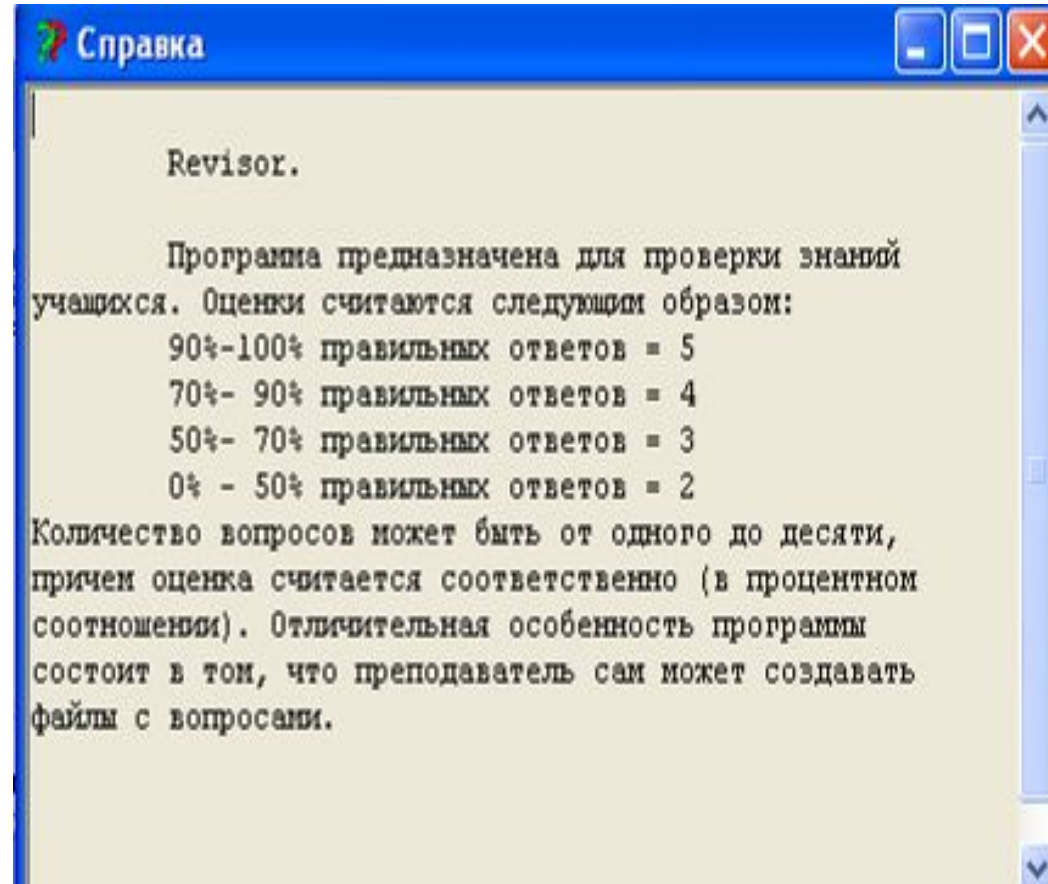 Справка
Revisor.
Программа предназначена для проверки знаний
учащихся. Оценки считаются следующим образом:
90%-100% правильных ответов = 5
70%- 90% правильных ответов = 4
50%- 70% правильных ответов = 3
0% - 50% правильных ответов = 2
Количество вопросов может быть от одного до десяти,
причем оценка считается соответственно (в процентном
соотношении). Отличительная особенность программы
состоит в том, что преподаватель сам может создавать
файлы с вопросами.